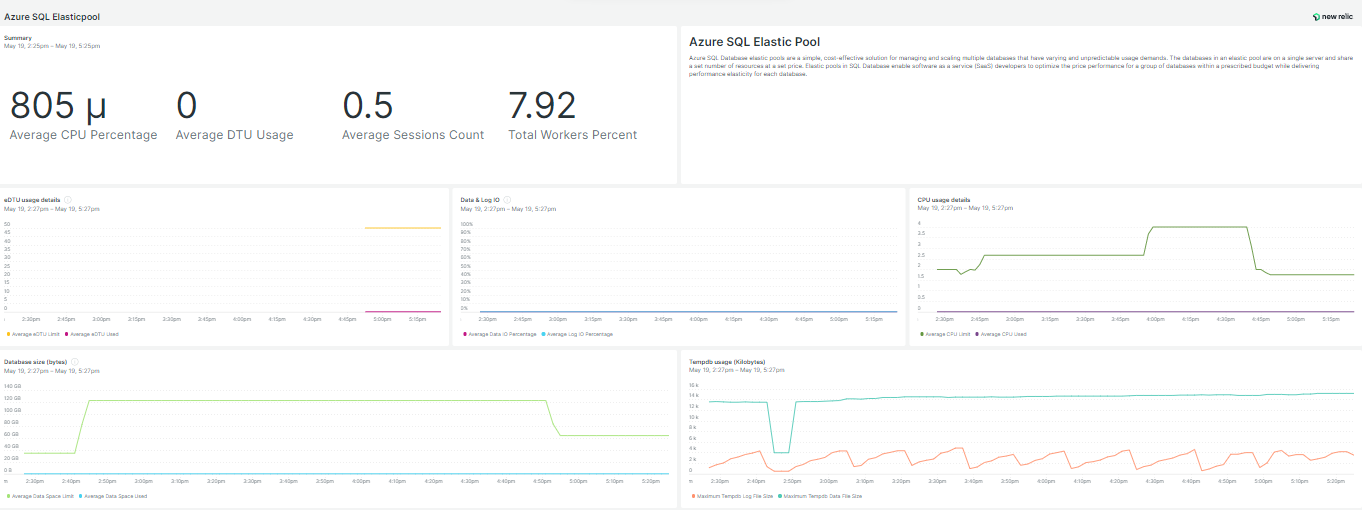 Azure SQL Elasticpool
new relic
Summary
May 19, 2:25pm – May 19, 5:25pm
805 µ
Average CPU Percentage
0
Average DTU Usage
0.5
Average Sessions Count
7.92
Total Workers Percent
Azure SQL Elastic Pool
Azure SQL Database elastic pools are a simple, cost-effective solution for managing and scaling multiple databases that have varying and unpredictable usage demands. The databases in an elastic pool are on a single server and share
a set number of resources at a set price. Elastic pools in SQL Database enable software as a service (SaaS) developers to optimize the price performance for a group of databases within a prescribed budget while delivering
performance elasticity for each database.
eDTU usage details
May 19, 2:27pm – May 19, 5:27pm
50
45
40
35
30
25
20
15
10
5
0
2:30pm 2:45pm 3:00pm 3:15pm 3:30pm 3:45pm 4:00pm 4:15pm 4:30pm 4:45pm 5:00pm 5:15pm
Average eDTU Limit Average eDTU Used
Data & Log IO
May 19, 2:27pm – May 19, 5:27pm
100%
90%
80%
70%
60%
50%
40%
30%
20%
10%
0%
2:30pm 2:45pm 3:00pm 3:15pm 3:30pm 3:45pm 4:00pm 4:15pm 4:30pm 4:45pm 5:00pm 5:15pm
Average Data IO Percentage Average Log IO Percentage
CPU usage details
May 19, 2:27pm – May 19, 5:27pm
4
3.5
3
2.5
2
1.5
1
0.5
0
2:30pm 2:45pm 3:00pm 3:15pm 3:30pm 3:45pm 4:00pm 4:15pm 4:30pm 4:45pm 5:00pm 5:15pm
Average CPU Limit Average CPU Used
Database size (bytes)
May 19, 2:27pm – May 19, 5:27pm
140 GB
120 GB
100 GB
80 GB
60 GB
40 GB
20 GB
0 B
m 2:30pm 2:40pm 2:50pm 3:00pm 3:10pm 3:20pm 3:30pm 3:40pm 3:50pm 4:00pm 4:10pm 4:20pm 4:30pm 4:40pm 4:50pm 5:00pm 5:10pm 5:20pm
Average Data Space Limit Average Data Space Used
Tempdb usage (Kilobytes)
May 19, 2:27pm – May 19, 5:27pm
16 k
14 k
12 k
10 k
8 k
6 k
4 k
2 k
0
m 2:30pm 2:40pm 2:50pm 3:00pm 3:10pm 3:20pm 3:30pm 3:40pm 3:50pm 4:00pm 4:10pm 4:20pm 4:30pm 4:40pm 4:50pm 5:00pm 5:10pm 5:20pm
Maximum Tempdb Log File Size Maximum Tempdb Data File Size